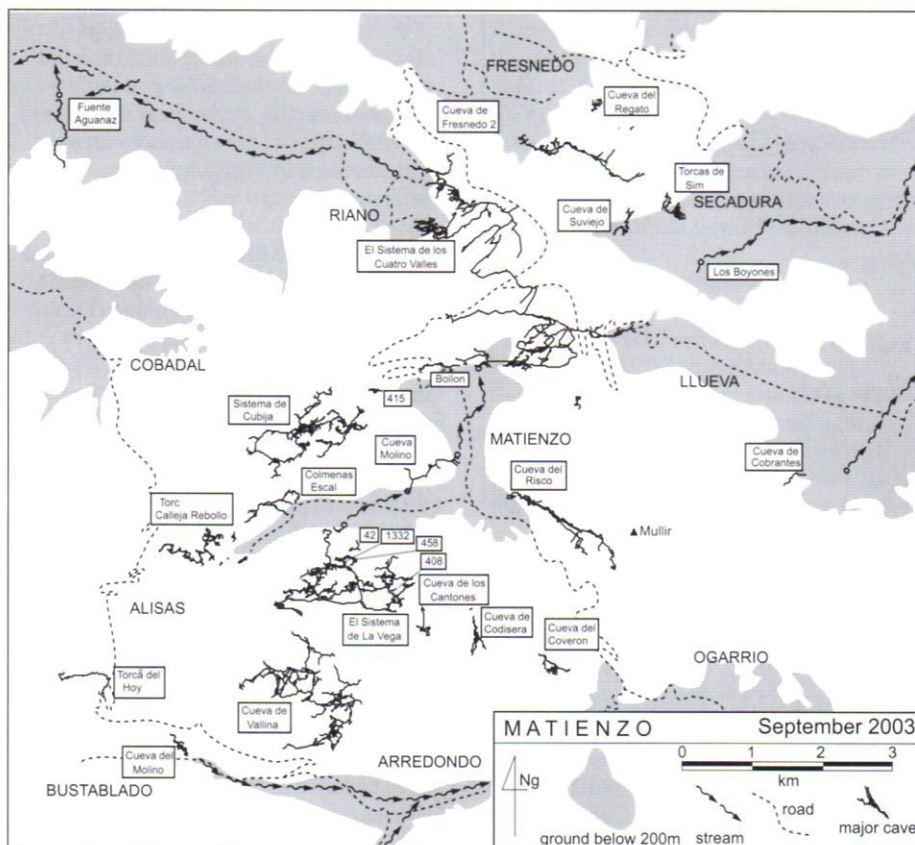 FRESNEDO
Cueva del
Regato
Fuente
Aguanaz
Cueva de
Fresnedo 2
Torcas de
Sim
SECADURA
RIANO
Cueva de
Suviejo
El Sistema de los
Cuatro Valles
Los Boyones
COBADAL
LLUEVA
Bollon
415
Sistema de
Cubija
MATIENZO
Cueva
Molino
Cueva de
Cobrantes
Colmenas
Escal
Cueva del
Risco
Torc
Calleja Rebollo
Mullir
42
1332
458
408
Cueva de los
Cantones
ALISAS
El Sistema
de La Vega
Cueva de
Codisera
Cueva del
Coveron
OGARRIO
Torca del
Hoy
Cueva de
Vallina
Cueva del
Molino
ARREDONDO
BUSTABLADO
MATIENZO September 2003
0 1 2 3
km
Ng
road
ground below 200m stream major cave